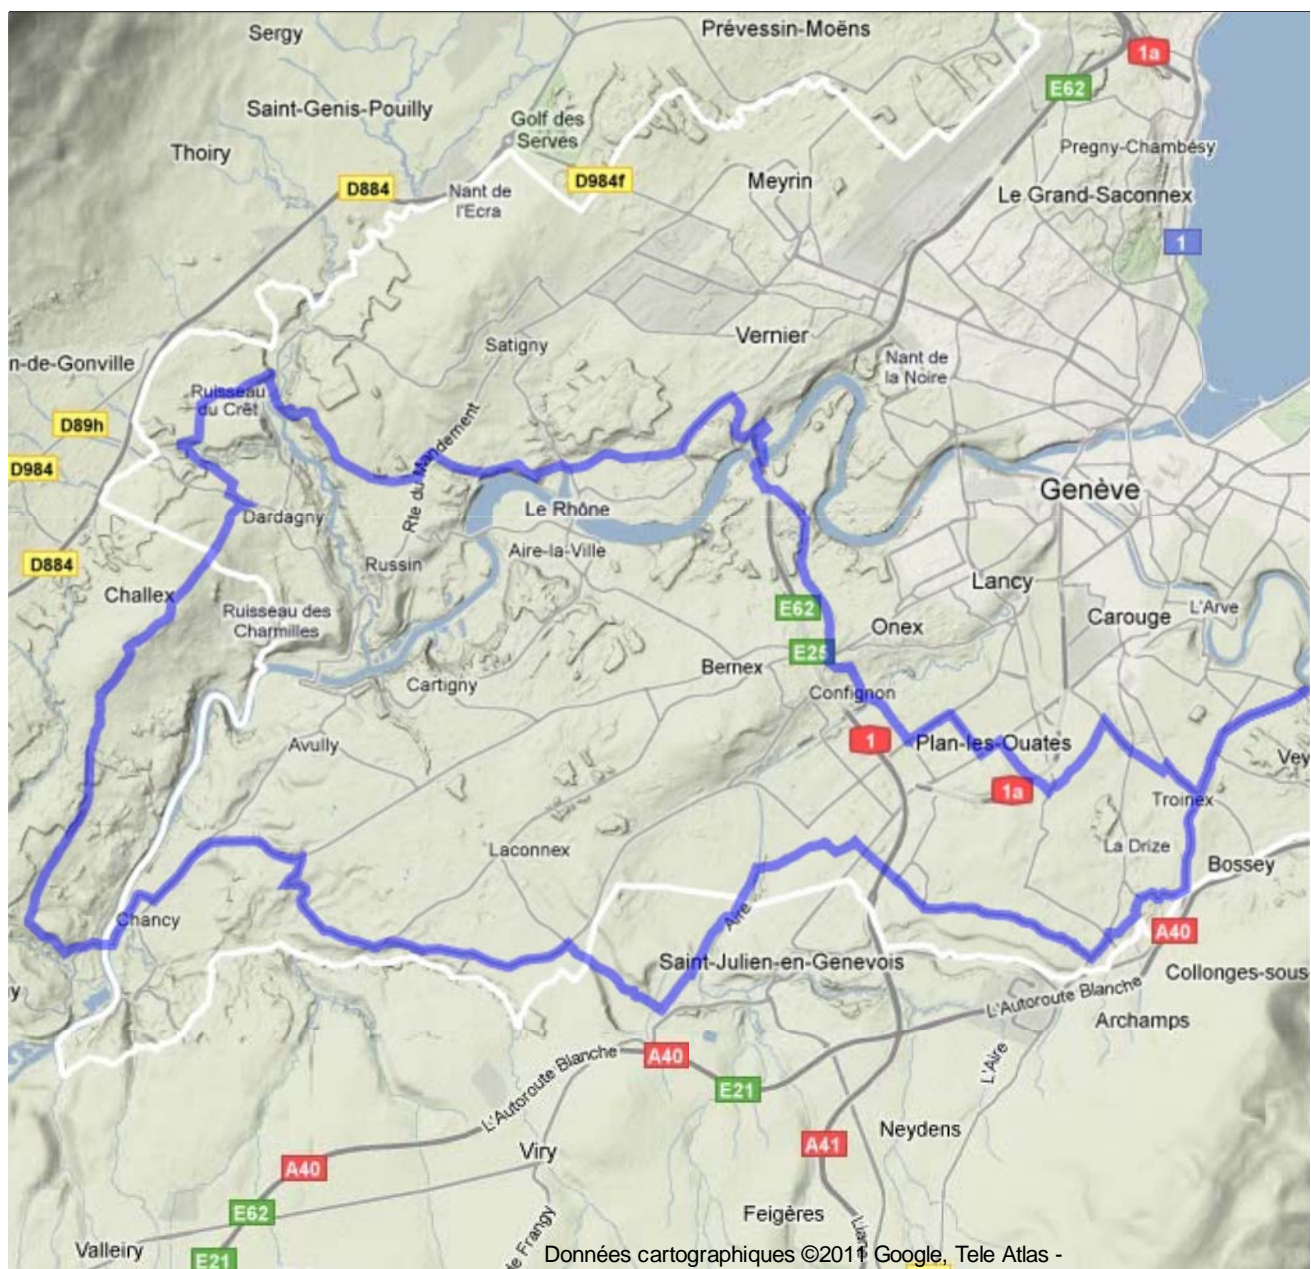 Sergy
Prévessin-Moëns
1a
E62
Saint-Genis-Pouilly
Golf des
Serves
Pregny-Chambésy
Thoiry
D884
Nant de
l'Ecra
D984f
Meyrin
Le Grand-Saconnex
1
Vernier
Satigny
n-de-Gonville
Nant de
la Noire
Ruisseau
du Crêt
D89h
Rte du Mandement
D984
Genève
Dardagny
Le Rhône
Aire-la-Ville
D884
Russin
Challex
Lancy
E62
Ruisseau des
Charmilles
Carouge
L'Arve
Onex
E25
Bernex
Cartigny
Confignon
Avully
1
Plan-les-Ouates
Vey
1a
Troinex
Laconnex
La Drize
Bossey
Chancy
Aire
A40
Saint-Julien-en-Genevois
Collonges-sous
y
L'Autoroute Blanche
Archamps
L'Autoroute Blanche
A40
L'Aire
E21
Neydens
A41
Viry
A40
E62
Feigères
de Frangy
Liane
Valleiry
E21
Données cartographiques ©2011 Google, Tele Atlas -